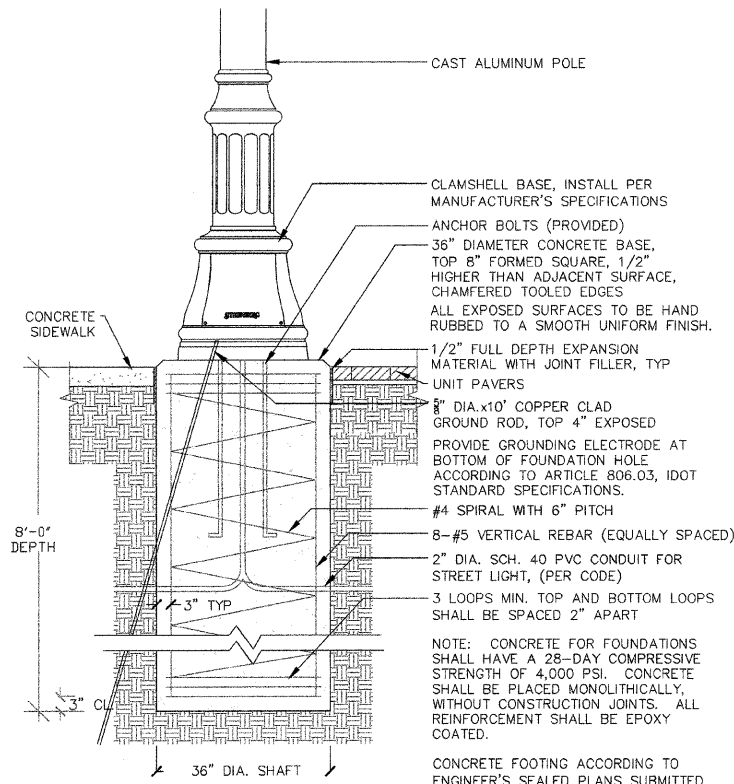 CAST ALUMINUM POLE
CLAMSHELL BASE, INSTALL PER
MANUFACTURER'S SPECIFICATIONS
ANCHOR BOLTS (PROVIDED)
36" DIAMETER CONCRETE BASE,
TOP 8" FORMED SQUARE, 1/2"
HIGHER THAN ADJACENT SURFACE,
CHAMFERED TOOLED EDGES
ALL EXPOSED SURFACES TO BE HAND
RUBBED TO A SMOOTH UNIFORM FINISH.
CONCRETE
SIDEWALK
1/2" FULL DEPTH EXPANSION
MATERIAL WITH JOINT FILLER, TYP
UNIT PAVERS
5/8" DIA.x10' COPPER CLAD
GROUND ROD, TOP 4" EXPOSED
PROVIDE GROUNDING ELECTRODE AT
BOTTOM OF FOUNDATION HOLE
ACCORDING TO ARTICLE 806.03, IDOT
STANDARD SPECIFICATIONS.
#4 SPIRAL WITH 6" PITCH
8-#5 VERTICAL REBAR (EQUALLY SPACED)
8'-0"
DEPTH
2" DIA. SCH. 40 PVC CONDUIT FOR
STREET LIGHT, (PER CODE)
3" TYP
3 LOOPS MIN. TOP AND BOTTOM LOOPS
SHALL BE SPACED 2" APART
NOTE: CONCRETE FOR FOUNDATIONS
SHALL HAVE A 28-DAY COMPRESSIVE
STRENGTH OF 4,000 PSI. CONCRETE
SHALL BE PLACED MONOLITHICALLY,
WITHOUT CONSTRUCTION JOINTS. ALL
REINFORCEMENT SHALL BE EPOXY
COATED.
3" CL
36" DIA. SHAFT
CONCRETE FOOTING ACCORDING TO
ENGINEER'S SEALED PLANS SUBMITTED